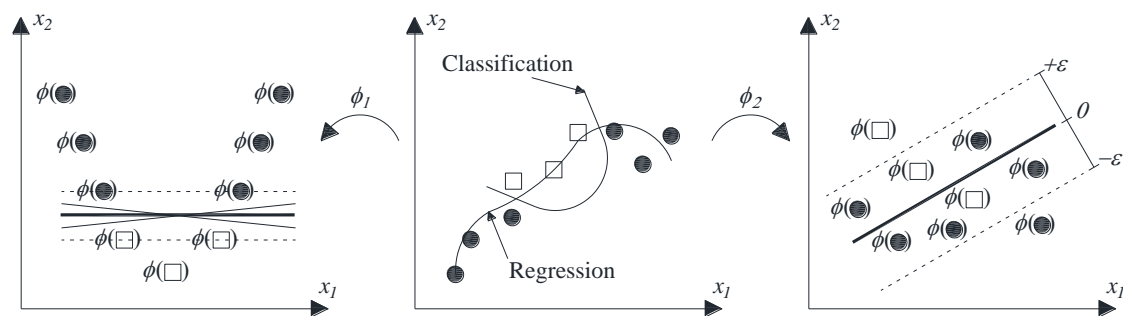 x2
ϕ(●)
ϕ(●)
ϕ(●)
ϕ(●)
ϕ(●)
ϕ(●)
ϕ(□)
ϕ(□)
ϕ(□)
x1
ϕ1
x2
Classification
Regression
x1
ϕ2
x2
+ε
0
−ε
ϕ(□)
ϕ(●)
ϕ(□)
ϕ(●)
ϕ(□)
ϕ(●)
ϕ(●)
ϕ(●)
ϕ(●)
x1